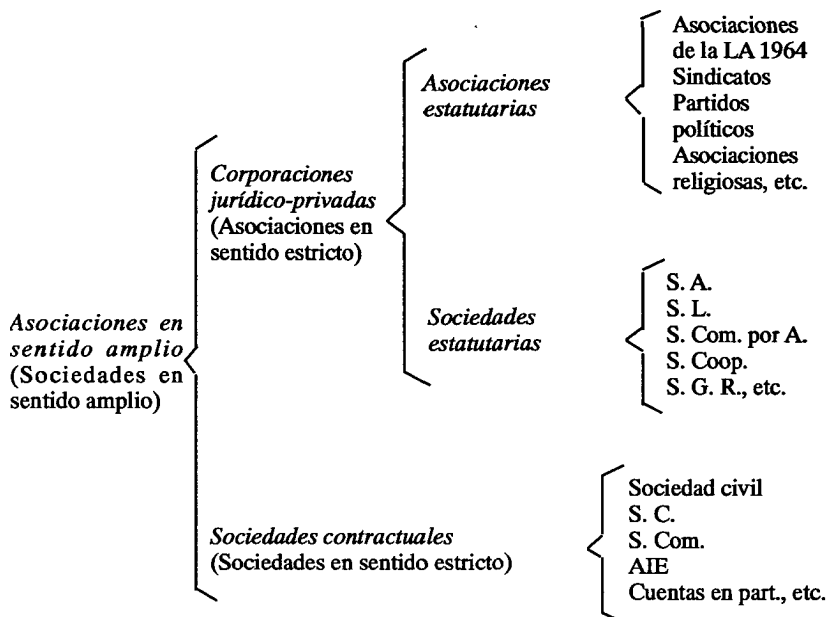 Asociaciones en
sentido amplio
(Sociedades en
sentido amplio)
Corporaciones
jurídico-privadas
(Asociaciones en
sentido estricto)
Asociaciones
estatutarias
Asociaciones
de la LA 1964
Sindicatos
Partidos
políticos
Asociaciones
religiosas, etc.
Sociedades
estatutarias
S. A.
S. L.
S. Com. por A.
S. Coop.
S. G. R., etc.
Sociedades contractuales
(Sociedades en sentido estricto)
Sociedad civil
S. C.
S. Com.
AIE
Cuentas en part., etc.